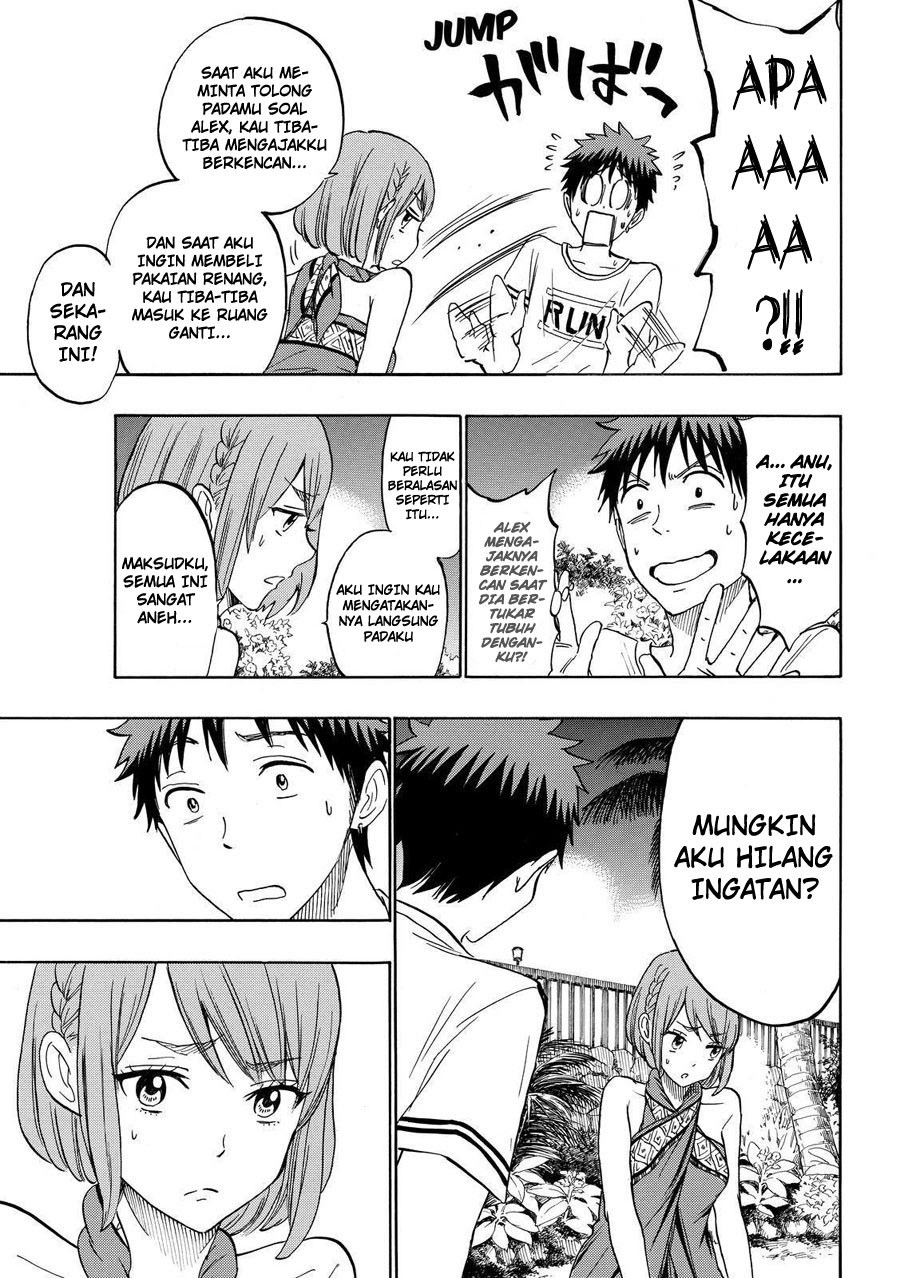 APA
AAA
AA
?!!
JUMP
がばっ
SAAT AKU ME-
MINTA TOLONG
PADAMU SOAL
ALEX, KAU TIBA-
TIBA MENGAJAKKU
BERKENCAN...
DAN SAAT AKU
INGIN MEMBELI
PAKAIAN RENANG,
KAU TIBA-TIBA
MASUK KE RUANG
GANTI...
DAN
SEKA-
RANG
INI!
RUN
A... ANU,
ITU
SEMUA
HANYA
KECE-
LAKAAN
...
ALEX
MENGA-
JAKNYA
BERKEN-
CAN SAAT
DIA BER-
TUKAR
TUBUH
DENGAN-
KU?!
KAU TIDAK
PERLU
BERALASAN
SEPERTI
ITU...
AKU INGIN KAU
MENGATAKAN-
NYA LANGSUNG
PADAKU
MAKSUDKU,
SEMUA INI
SANGAT
ANEH...
MUNGKIN
AKU HILANG
INGATAN?